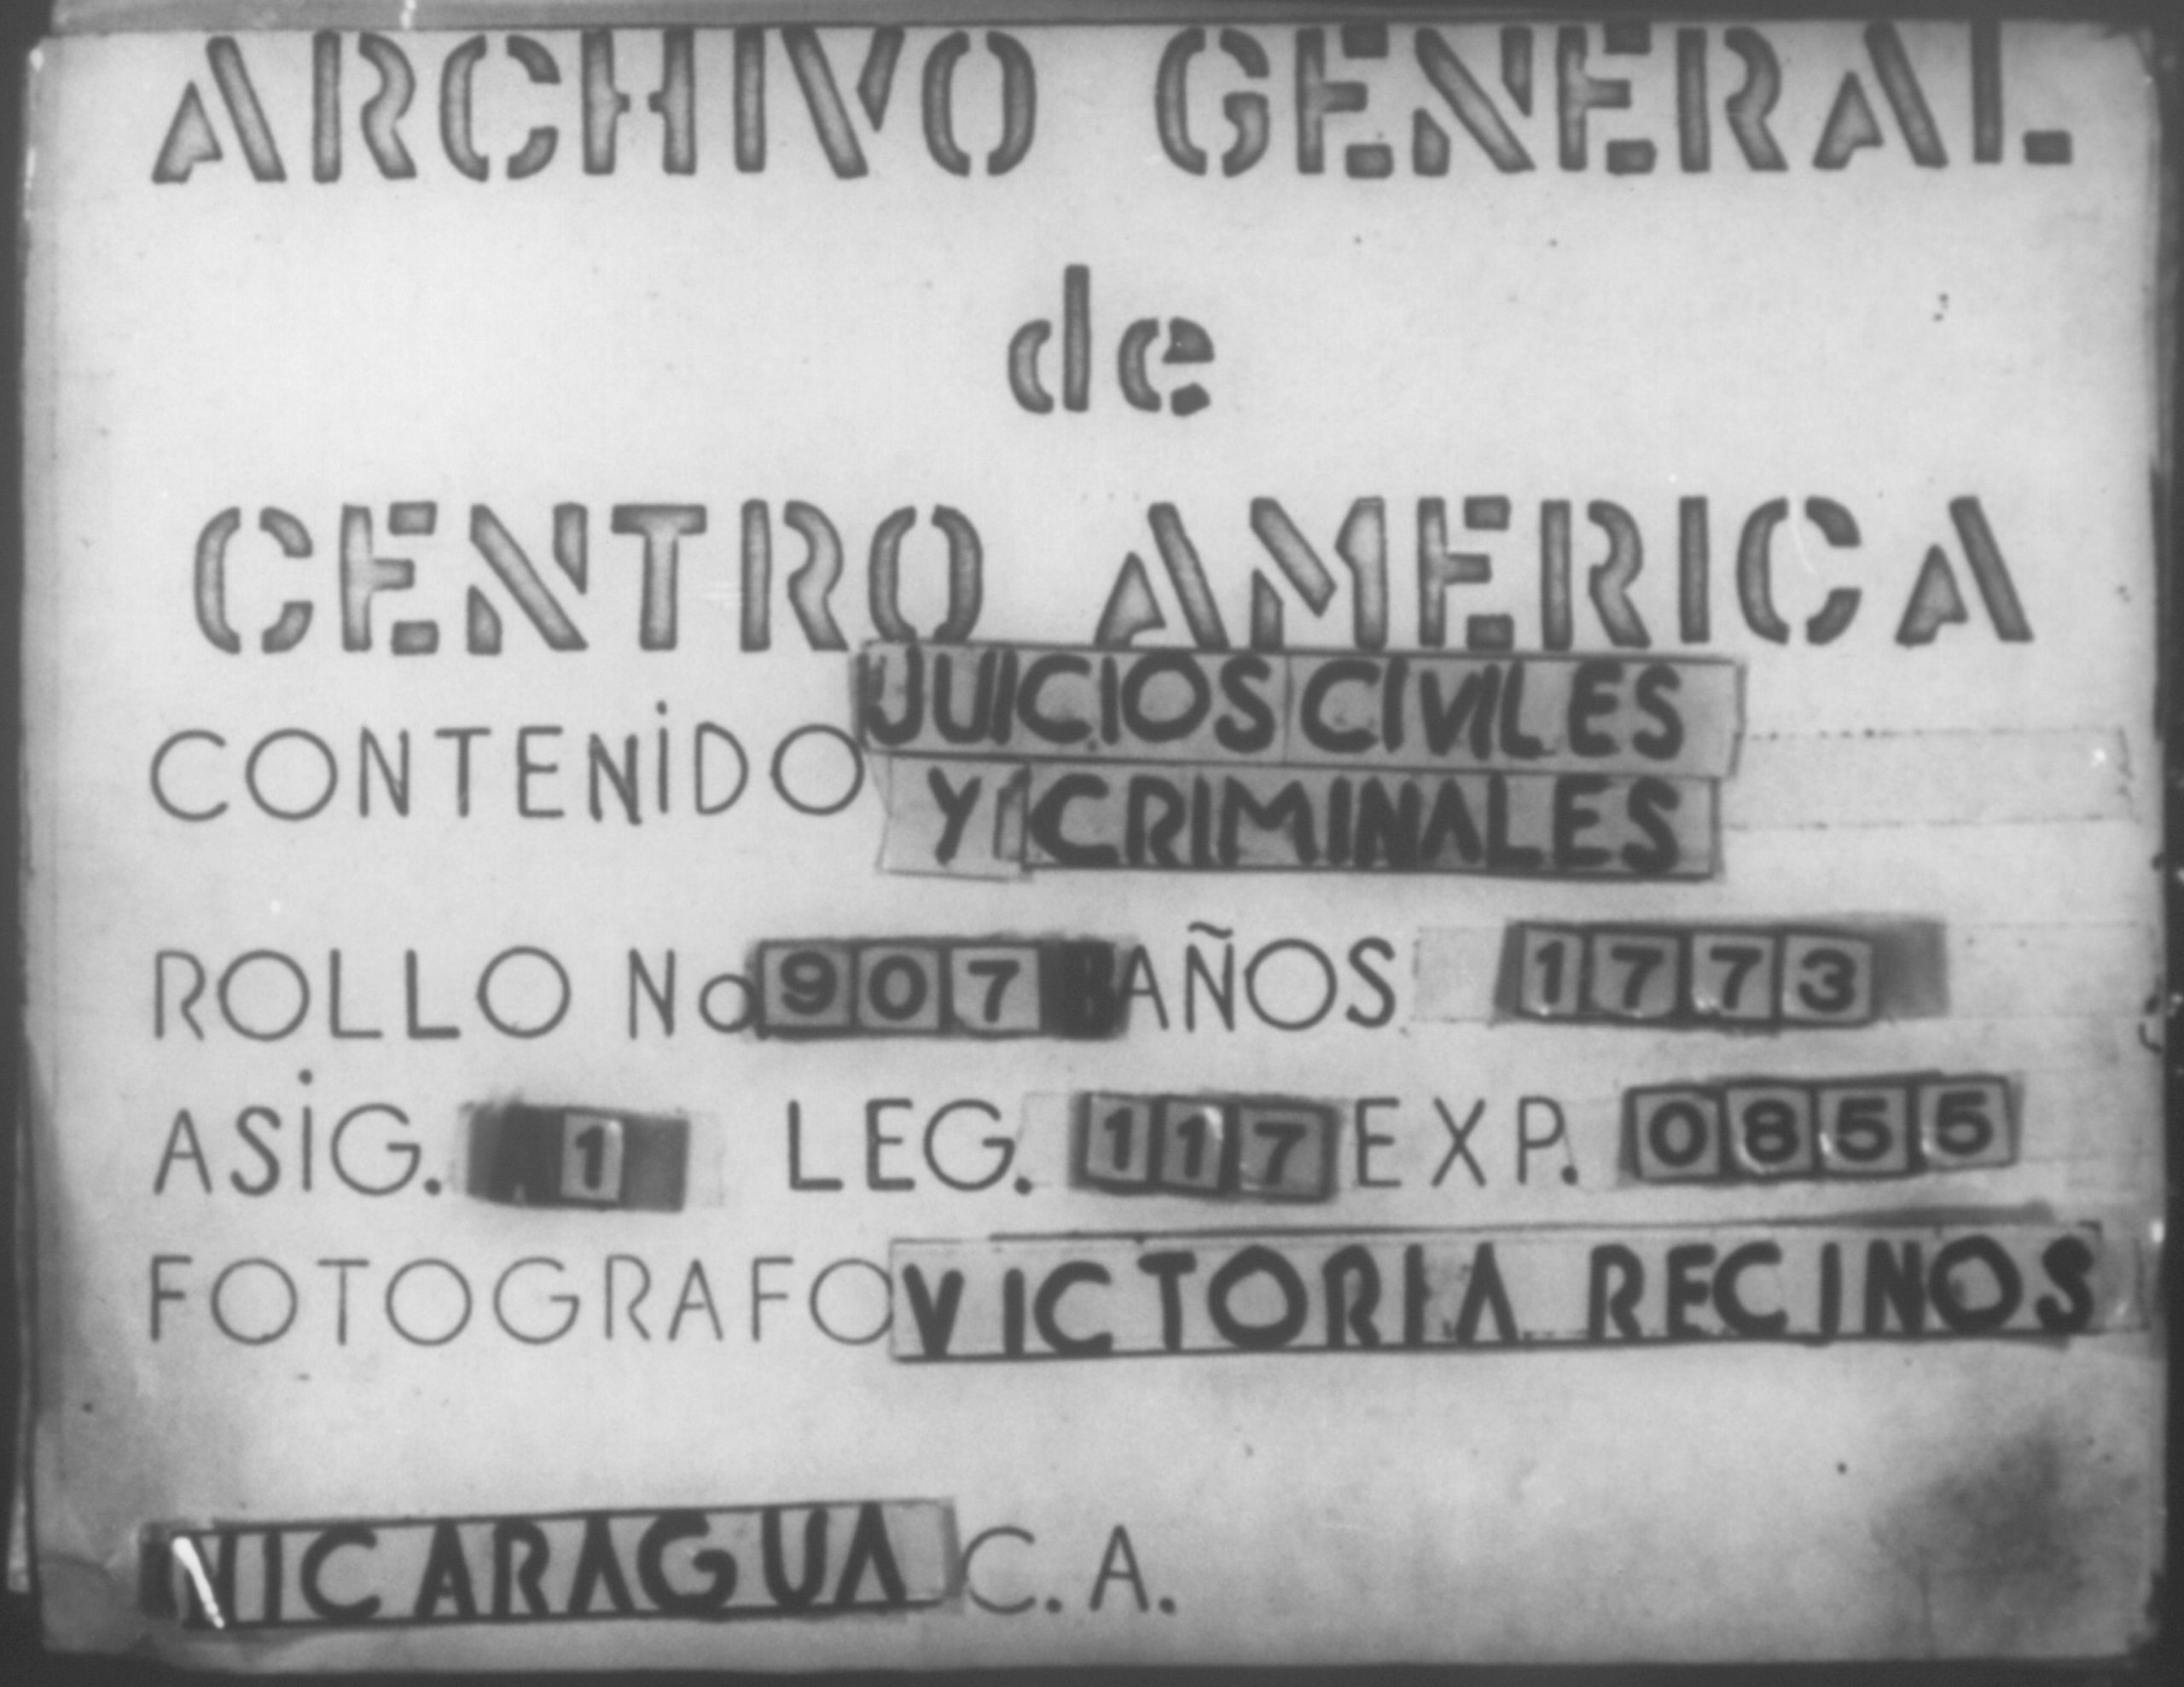 ARCHIVO GENERAL
de
CENTRO AMERICA
CONTENIDO JUICIOS CIVILES
Y CRIMINALES
ROLLO No 907 AÑOS 1773
ASIG. 1 LEG. 117 EXP. 0855
FOTOGRAFO VICTORIA RECINOS
NICARAGUA C. A.